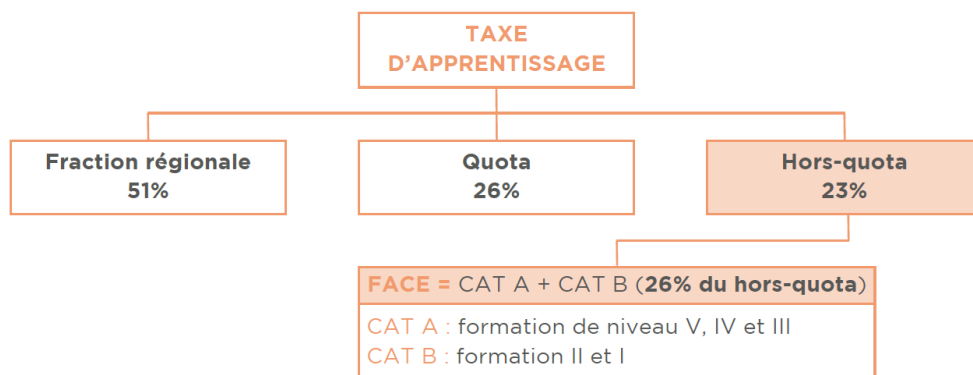 TAXE
D'APPRENTISSAGE
Fraction régionale
51%
Quota
26%
Hors-quota
23%
FACE = CAT A + CAT B (26% du hors-quota)
CAT A : formation de niveau V, IV et III
CAT B : formation II et I